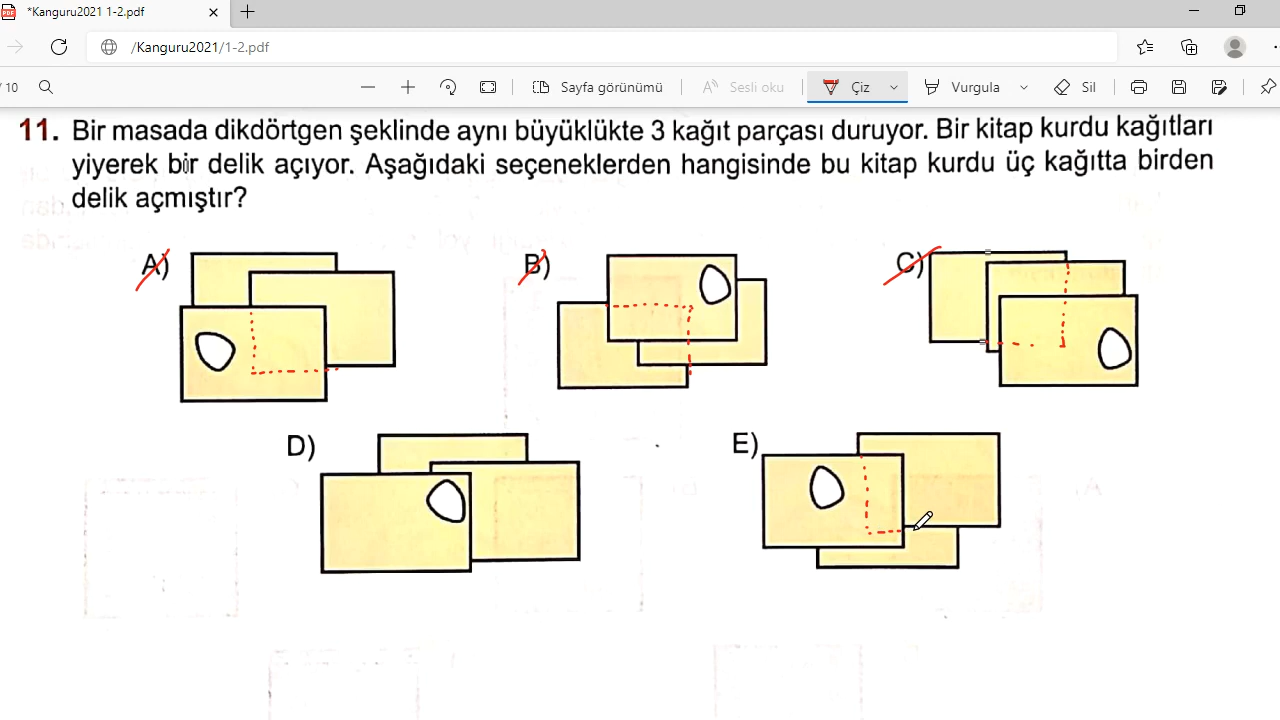 *Kanguru2021 1-2.pdf
/Kanguru2021/1-2.pdf
/ 10
Sayfa görünümü
Sesli oku
Çiz
Vurgula
Sil
11. Bir masada dikdörtgen şeklinde aynı büyüklükte 3 kağıt parçası duruyor. Bir kitap kurdu kağıtları
yiyerek bir delik açıyor. Aşağıdaki seçeneklerden hangisinde bu kitap kurdu üç kağıtta birden
delik açmıştır?
A)
B)
C)
D)
E)